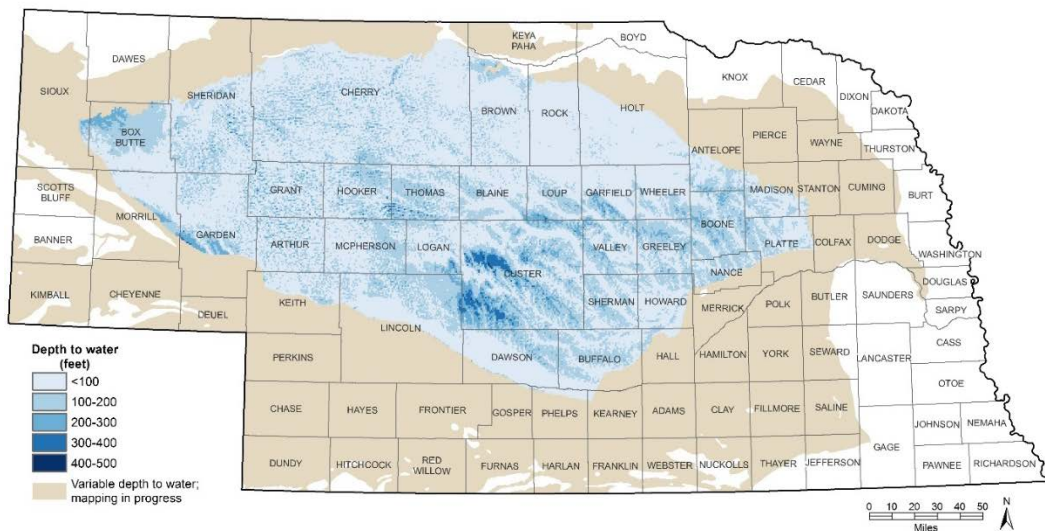 KEYA
PAHA
BOYD
DAWES
KNOX
CEDAR
SIOUX
SHERIDAN
CHERRY
BROWN
ROCK
HOLT
DIXON
DAKOTA
BOX
BUTTE
ANTELOPE
PIERCE
WAYNE
THURSTON
SCOTTS
BLUFF
MORRILL
GRANT
HOOKER
THOMAS
BLAINE
LOUP
GARFIELD
WHEELER
MADISON
STANTON
CUMING
BURT
BANNER
GARDEN
ARTHUR
MCPHERSON
LOGAN
CUSTER
VALLEY
GREELEY
BOONE
PLATTE
COLFAX
DODGE
WASHINGTON
KIMBALL
CHEYENNE
DEUEL
KEITH
LINCOLN
SHERMAN
HOWARD
NANCE
MERRICK
POLK
BUTLER
SAUNDERS
DOUGLAS
SARPY
PERKINS
DAWSON
BUFFALO
HALL
HAMILTON
YORK
SEWARD
LANCASTER
CASS
OTOE
CHASE
HAYES
FRONTIER
GOSPER
PHELPS
KEARNEY
ADAMS
CLAY
FILLMORE
SALINE
GAGE
JOHNSON
NEMAHA
DUNDY
HITCHCOCK
RED
WILLOW
FURNAS
HARLAN
FRANKLIN
WEBSTER
NUCKOLLS
THAYER
JEFFERSON
PAWNEE
RICHARDSON
Depth to water
(feet)
<100
100-200
200-300
300-400
400-500
Variable depth to water;
mapping in progress
0 10 20 30 40 50
Miles
N